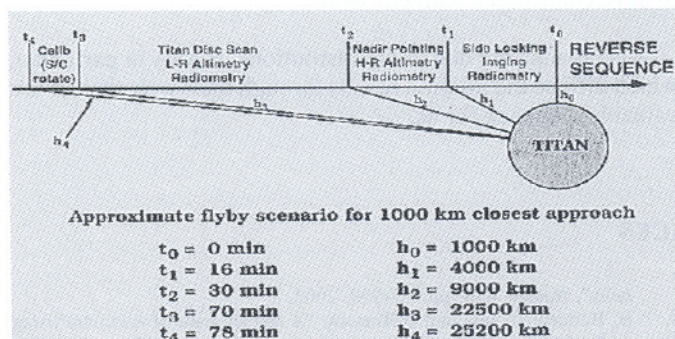 t4 t3 t2 t1 t0
Calib
(S/C
rotate)
Titan Disc Scan
L-R Altimetry
Radiometry
Nadir Pointing
H-R Altimetry
Radiometry
Side Looking
Imging
Radiometry
REVERSE
SEQUENCE
h4 h3 h2 h1 h0
TITAN
Approximate flyby scenario for 1000 km closest approach
t0 = 0 min h0 = 1000 km
t1 = 16 min h1 = 4000 km
t2 = 30 min h2 = 9000 km
t3 = 70 min h3 = 22500 km
t4 = 78 min h4 = 25200 km